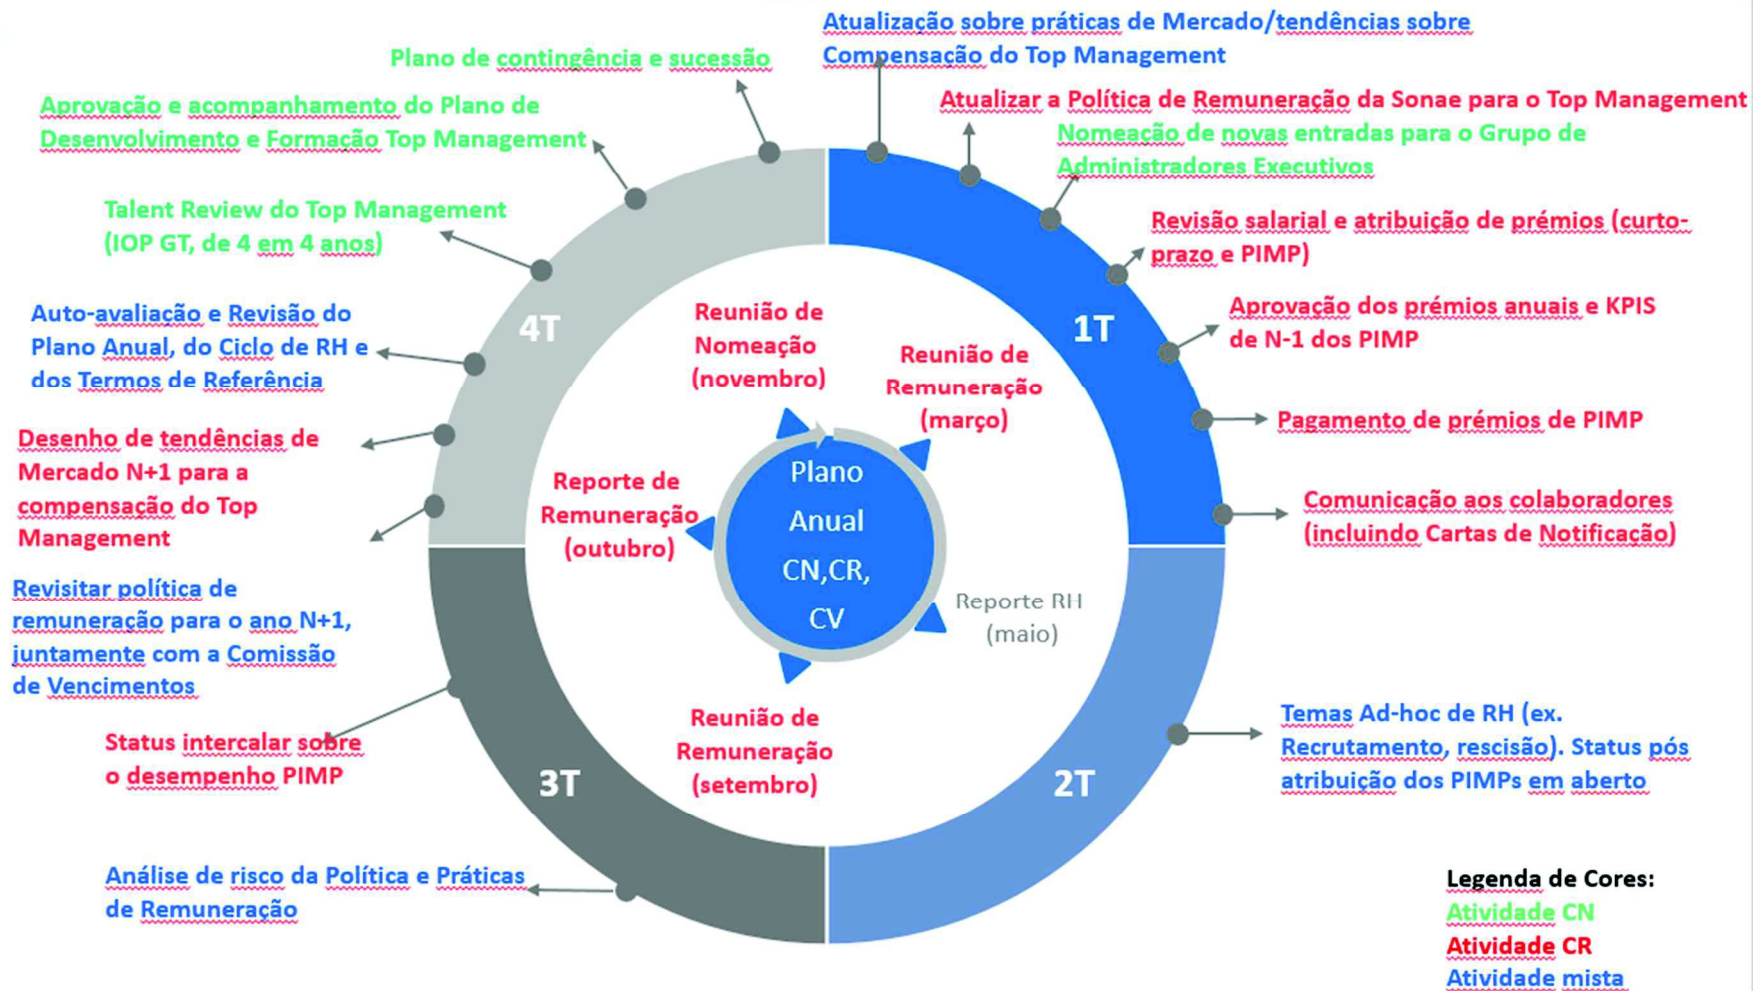 Atualização sobre práticas de Mercado/tendências sobre
Compensação do Top Management
Atualizar a Política de Remuneração da Sonae para o Top Management
Nomeação de novas entradas para o Grupo de
Administradores Executivos
Revisão salarial e atribuição de prémios (curto-
prazo e PIMP)
Aprovação dos prémios anuais e KPIS
de N-1 dos PIMP
Pagamento de prémios de PIMP
Comunicação aos colaboradores
(incluindo Cartas de Notificação)
1T
Temas Ad-hoc de RH (ex.
Recrutamento, rescisão). Status pós
atribuição dos PIMPs em aberto
2T
Análise de risco da Política e Práticas
de Remuneração
Status intercalar sobre
o desempenho PIMP
3T
Revisitar política de
remuneração para o ano N+1,
juntamente com a Comissão
de Vencimentos
Desenho de tendências de
Mercado N+1 para a
compensação do Top
Management
Auto-avaliação e Revisão do
Plano Anual, do Ciclo de RH e
dos Termos de Referência
Talent Review do Top Management
(IOP GT, de 4 em 4 anos)
Aprovação e acompanhamento do Plano de
Desenvolvimento e Formação Top Management
Plano de contingência e sucessão
4T
Reunião de
Nomeação
(novembro)
Reunião de
Remuneração
(março)
Reporte de
Remuneração
(outubro)
Plano
Anual
CN,CR,
CV
Reporte RH
(maio)
Reunião de
Remuneração
(setembro)
Legenda de Cores:
Atividade CN
Atividade CR
Atividade mista